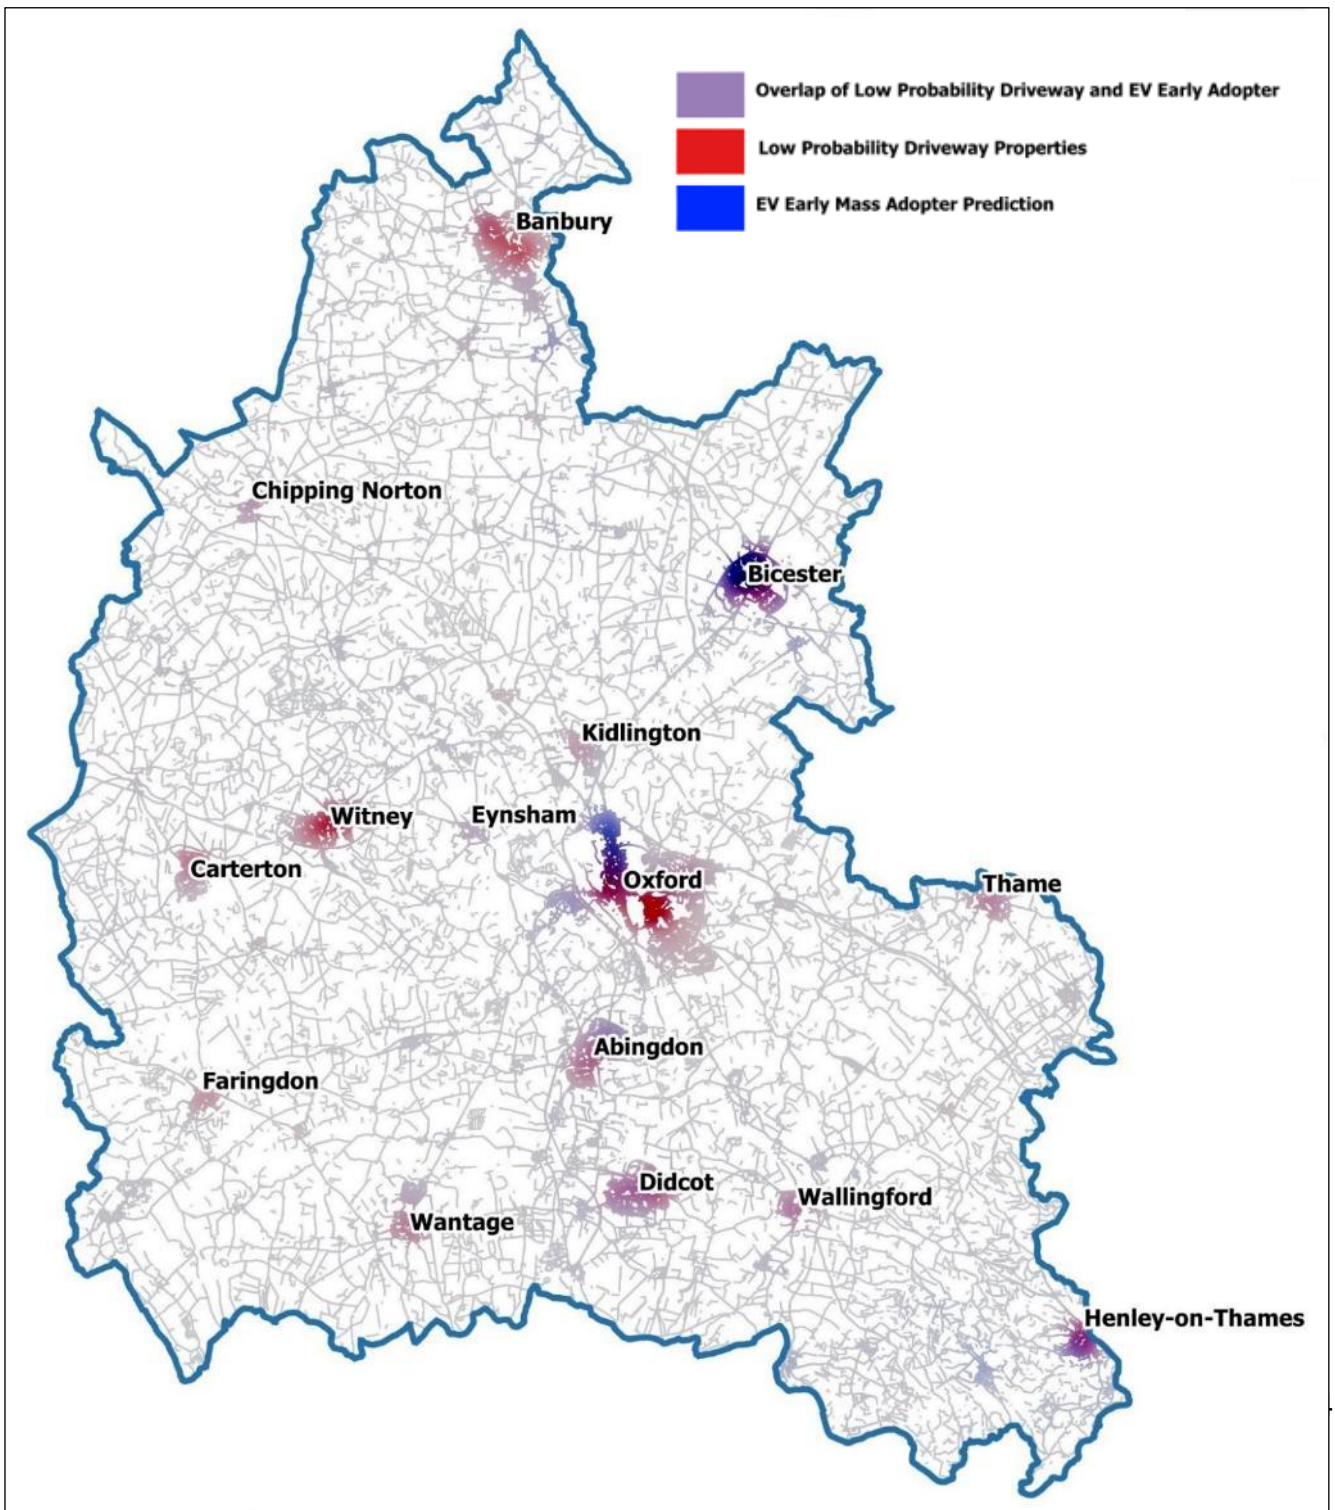 Overlap of Low Probability Driveway and EV Early Adopter
Low Probability Driveway Properties
EV Early Mass Adopter Prediction
Banbury
Chipping Norton
Bicester
Kidlington
Witney
Eynsham
Carterton
Oxford
Thame
Abingdon
Faringdon
Didcot
Wallingford
Wantage
Henley-on-Thames